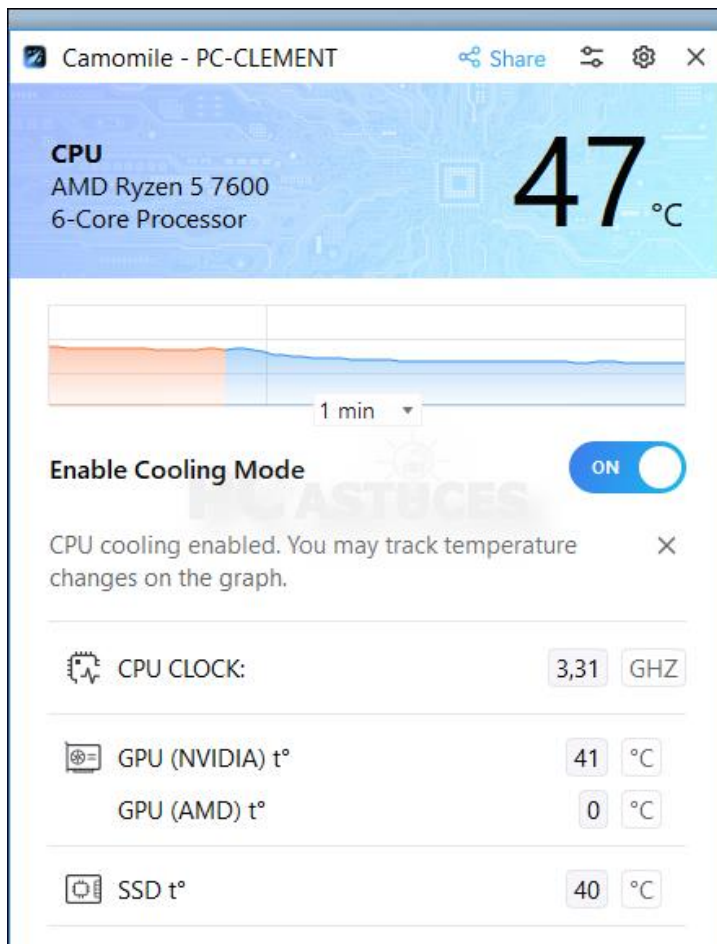 Camomile - PC-CLEMENT Share
CPU
AMD Ryzen 5 7600
6-Core Processor
47 °C
1 min
Enable Cooling Mode ON
PC ASTUCES
CPU cooling enabled. You may track temperature
changes on the graph.
CPU CLOCK: 3,31 GHZ
GPU (NVIDIA) t° 41 °C
GPU (AMD) t° 0 °C
SSD t° 40 °C